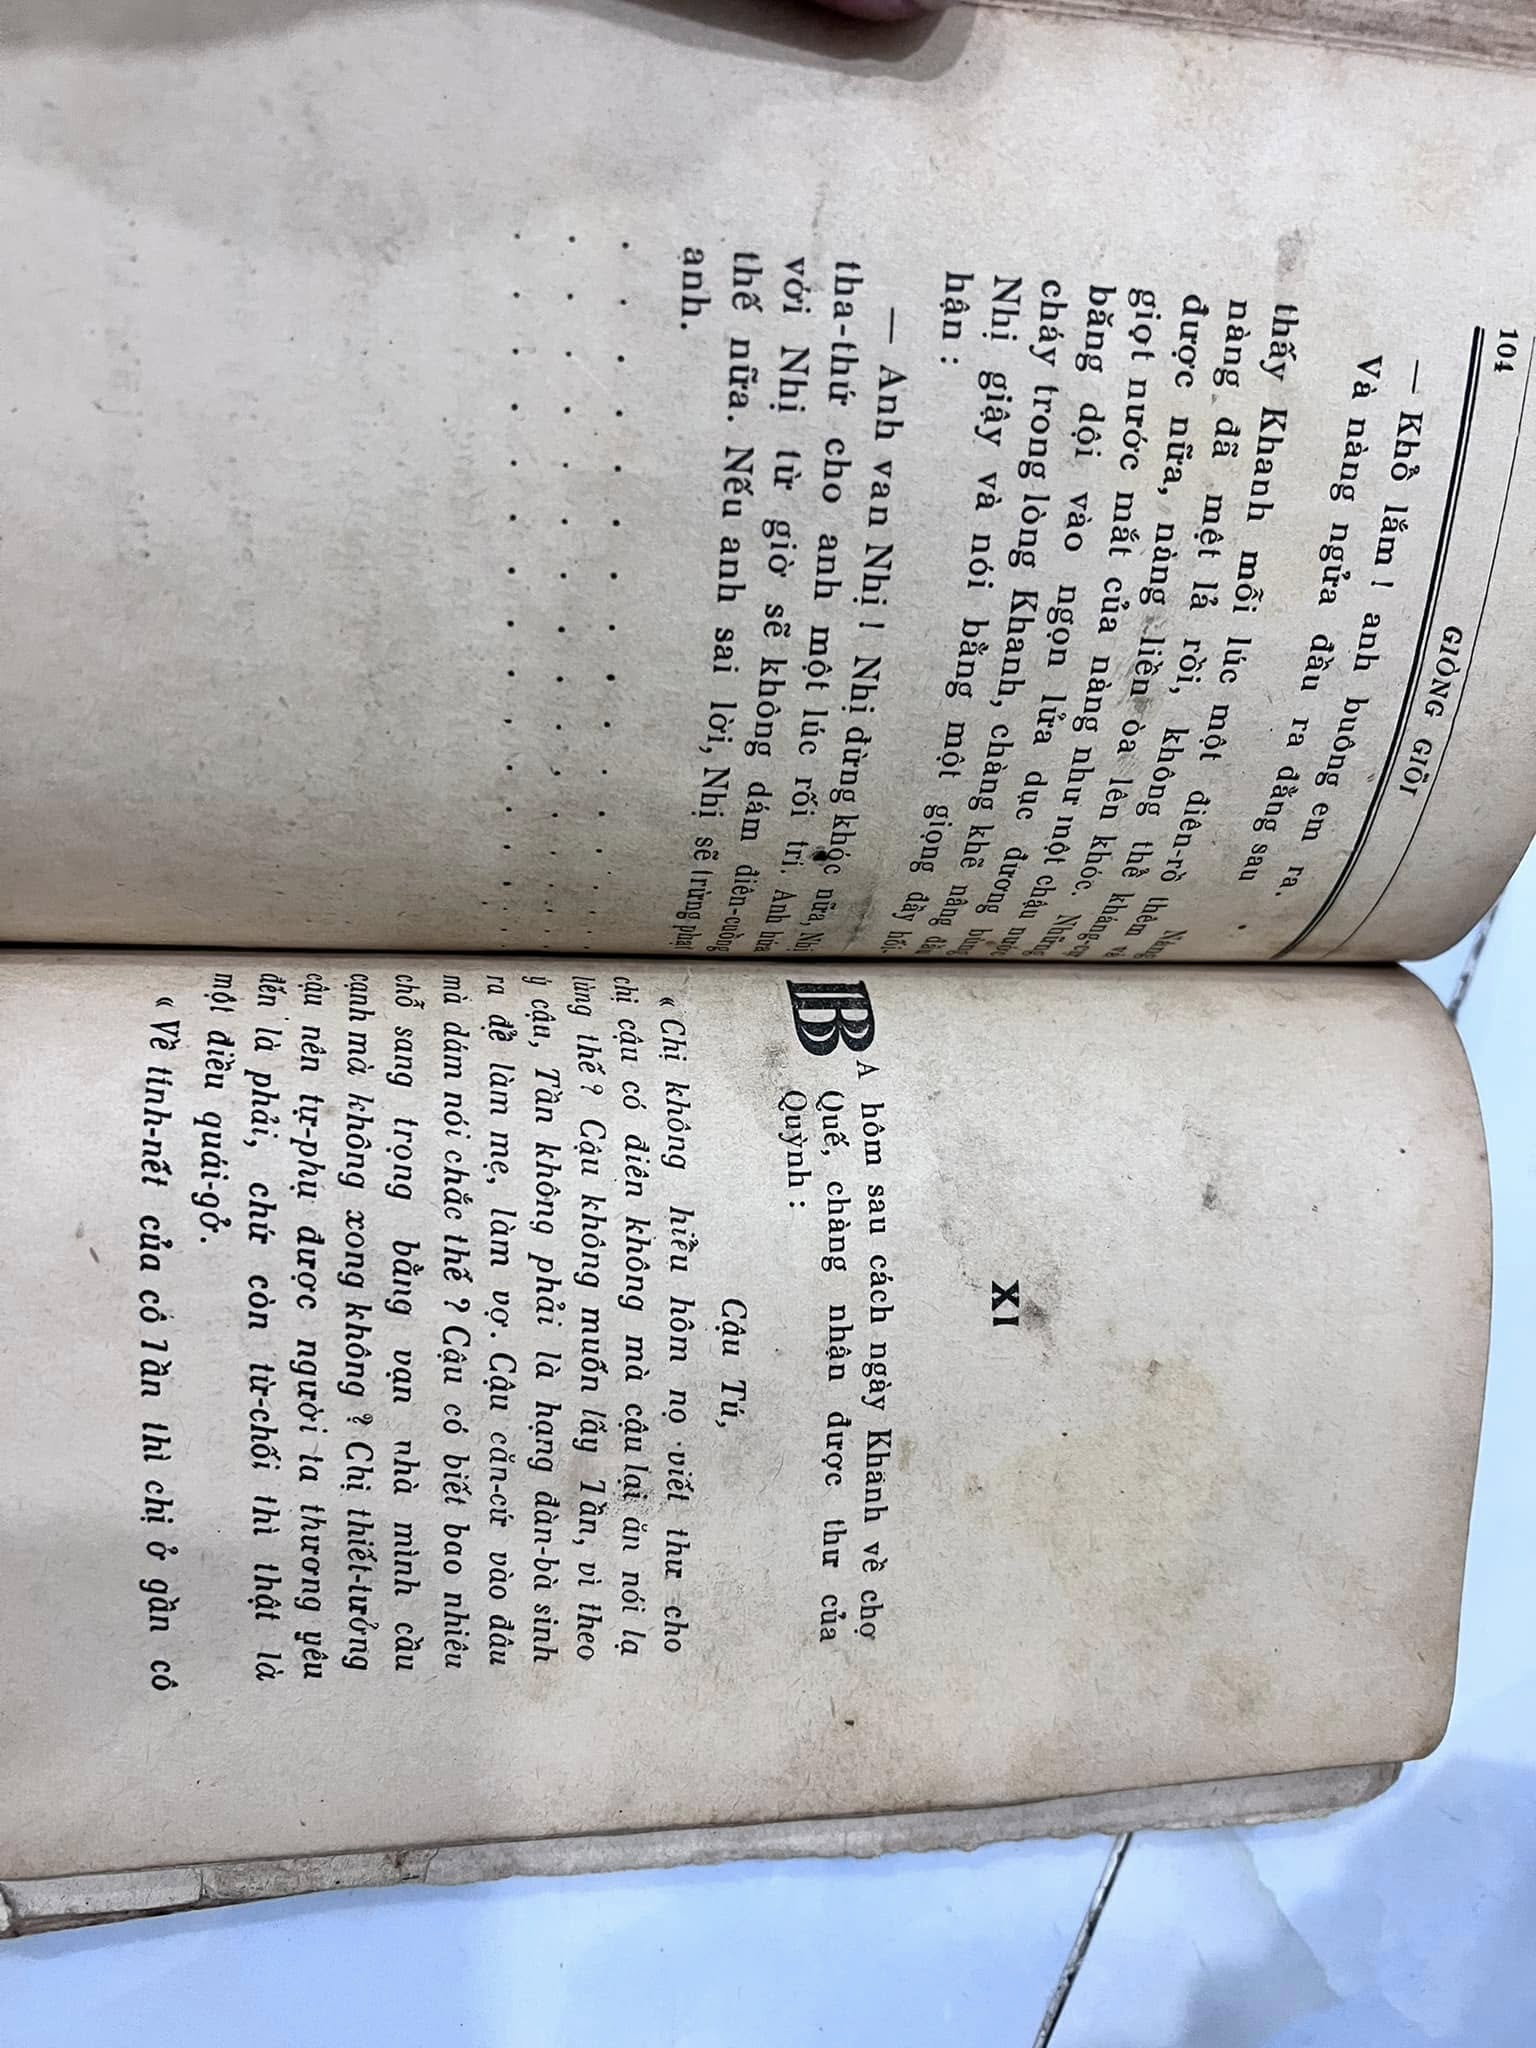 104
GIÒNG GIÕI
— Khổ lắm ! anh buông em ra.
Và nàng ngửa đầu ra đằng sau
thấy Khanh mỗi lúc một điên-rồ thêm. Nàng
nàng đã mệt lả rồi, không thể kháng-cự
được nữa, nàng liền òa lên khóc. Những
giọt nước mắt của nàng như một chậu nước
băng dội vào ngọn lửa dục đương bùng
cháy trong lòng Khanh, chàng khẽ nâng đầu
Nhị giậy và nói bằng một giọng đầy hối-
hận :
— Anh van Nhị ! Nhị đừng khóc nữa, Nhị
tha-thứ cho anh một lúc rối trí. Anh hứa
với Nhị từ giờ sẽ không dám điên-cuồng
thế nữa. Nếu anh sai lời, Nhị sẽ trừng phạt
anh.
. . . . . . . . . .
. . . . . . . . . .
. . . . . . . . . .
XI
BA hôm sau cách ngày Khanh về chợ
Quế, chàng nhận được thư của
Quỳnh :
Cậu Tú,
« Chị không hiểu hôm nọ viết thư cho
chị cậu có điên không mà cậu lại ăn nói lạ
lùng thế ? Cậu không muốn lấy Tần, vì theo
ý cậu, Tần không phải là hạng đàn-bà sinh
ra để làm mẹ, làm vợ. Cậu căn-cứ vào đâu
mà dám nói chắc thế ? Cậu có biết bao nhiêu
chỗ sang trọng bằng vạn nhà mình cầu
cạnh mà không xong không ? Chị thiết-tưởng
cậu nên tự-phụ được người ta thương yêu
đến là phải, chứ còn từ-chối thì thật là
một điều quái-gở.
« Về tính-nết của cô Tần thì chị ở gần cô